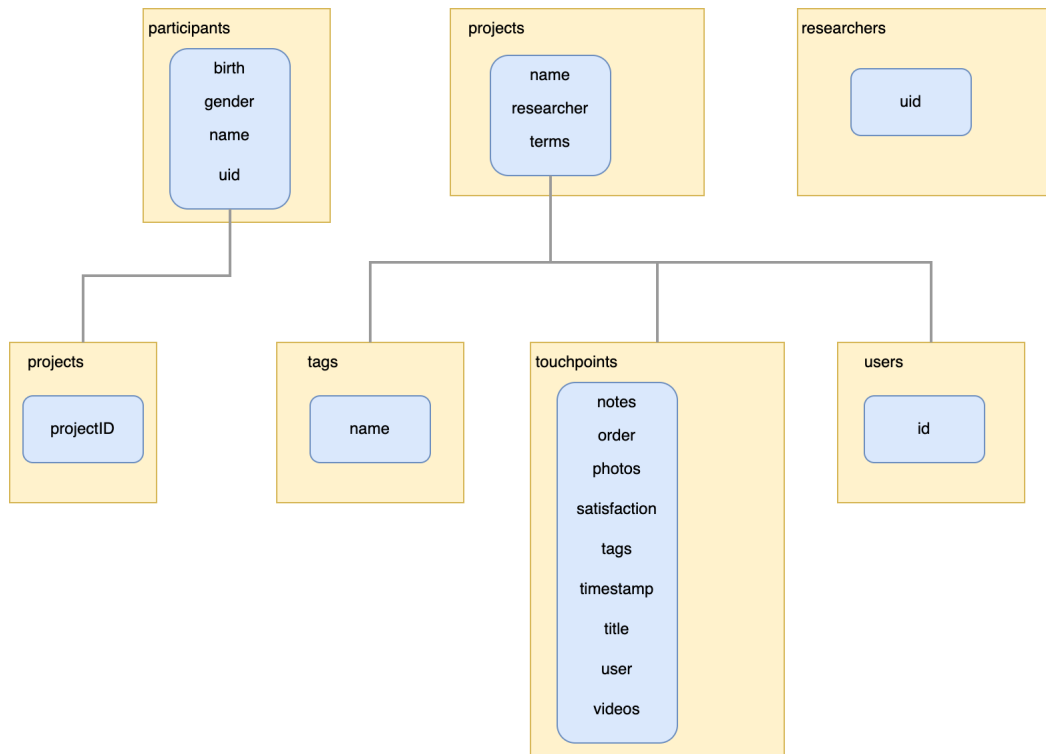 participants
birth
gender
name
uid
projects
name
researcher
terms
researchers
uid
projects
projectID
tags
name
touchpoints
notes
order
photos
satisfaction
tags
timestamp
title
user
videos
users
id